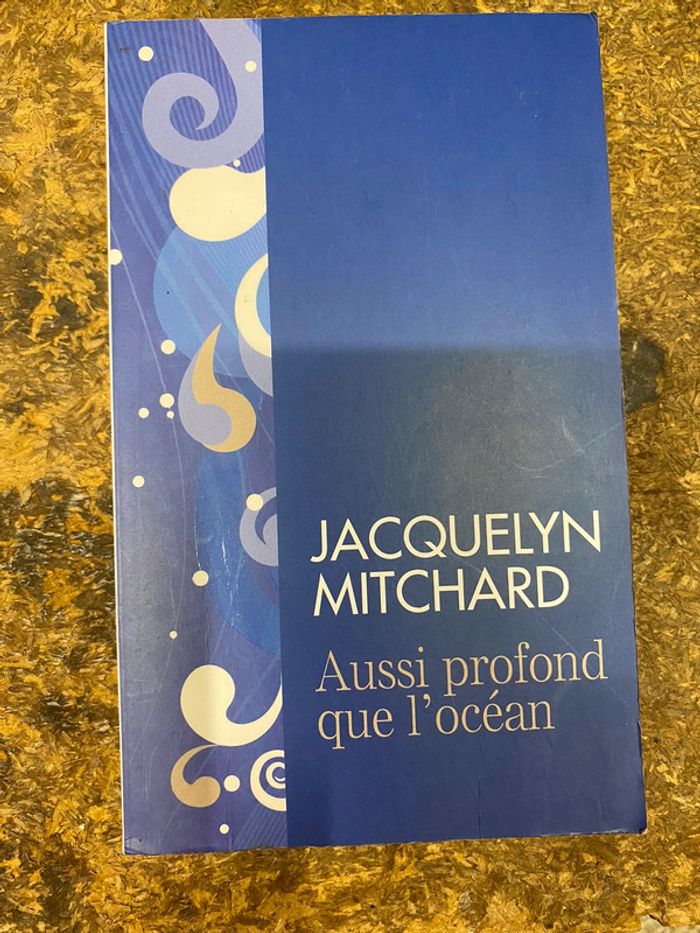 JACQUELYN
MITCHARD
Aussi profond
que l'océan